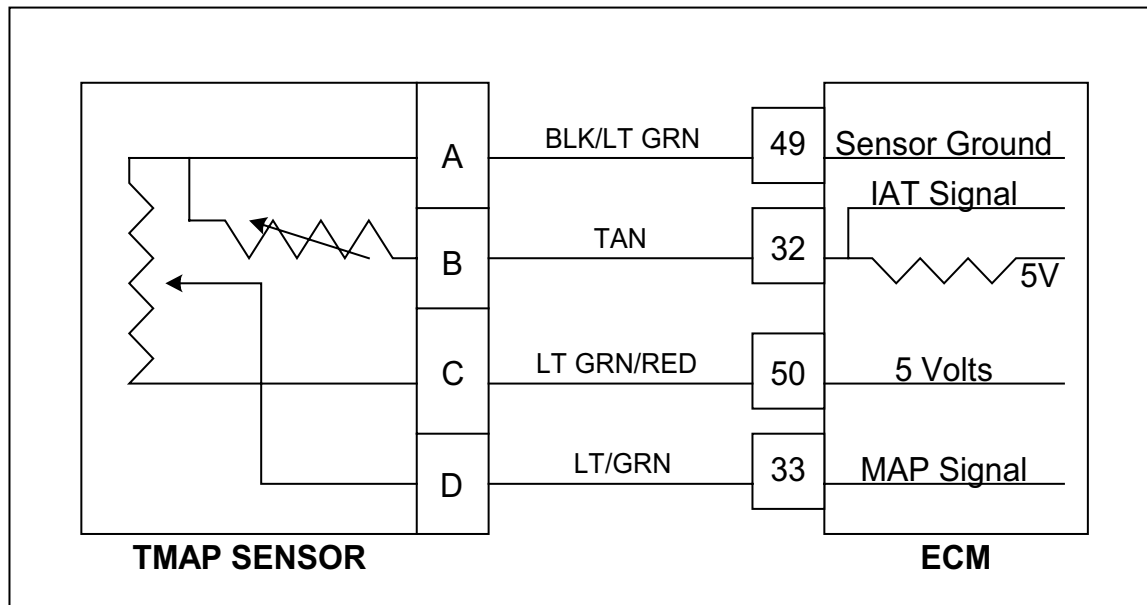 A BLK/LT GRN 49 Sensor Ground
IAT Signal
B TAN 32
5V
C LT GRN/RED 50 5 Volts
D LT/GRN 33 MAP Signal
TMAP SENSOR ECM